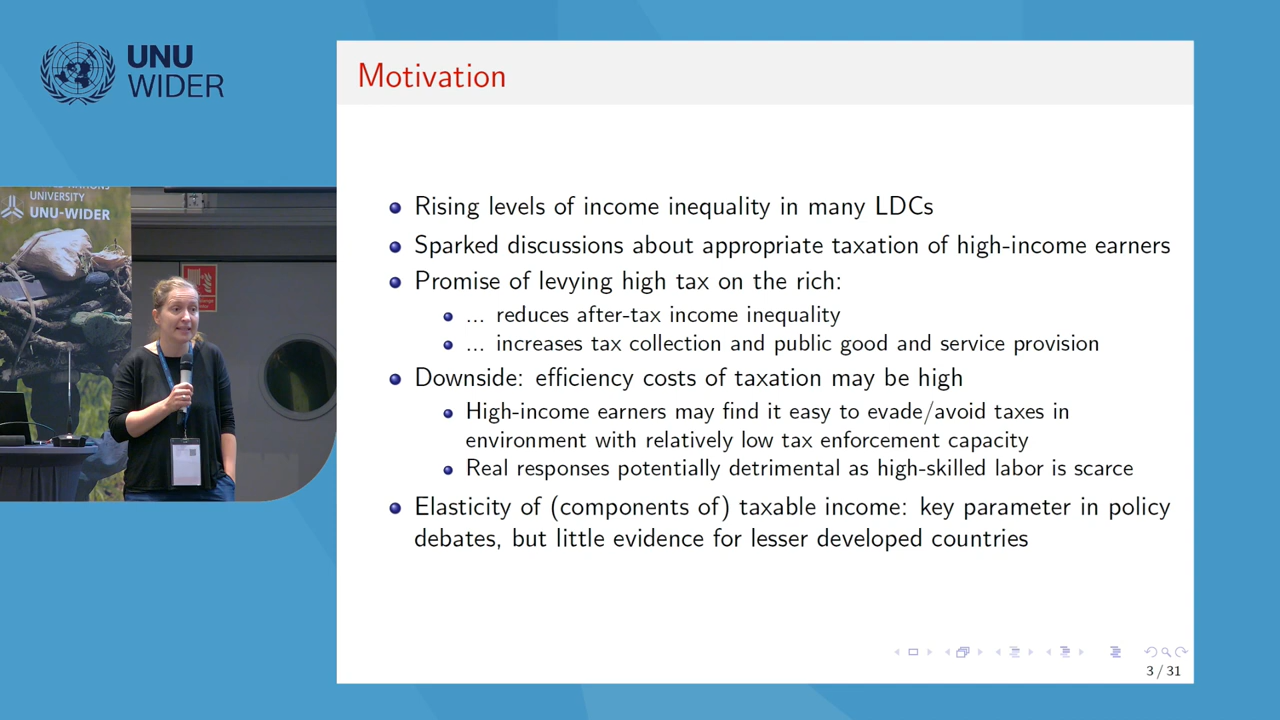 UNU
WIDER
Motivation
Rising levels of income inequality in many LDCs
Sparked discussions about appropriate taxation of high-income earners
Promise of levying high tax on the rich:
... reduces after-tax income inequality
... increases tax collection and public good and service provision
Downside: efficiency costs of taxation may be high
High-income earners may find it easy to evade/avoid taxes in
environment with relatively low tax enforcement capacity
Real responses potentially detrimental as high-skilled labor is scarce
Elasticity of (components of) taxable income: key parameter in policy
debates, but little evidence for lesser developed countries
3 / 31
UNIVERSITY
UNU-WIDER